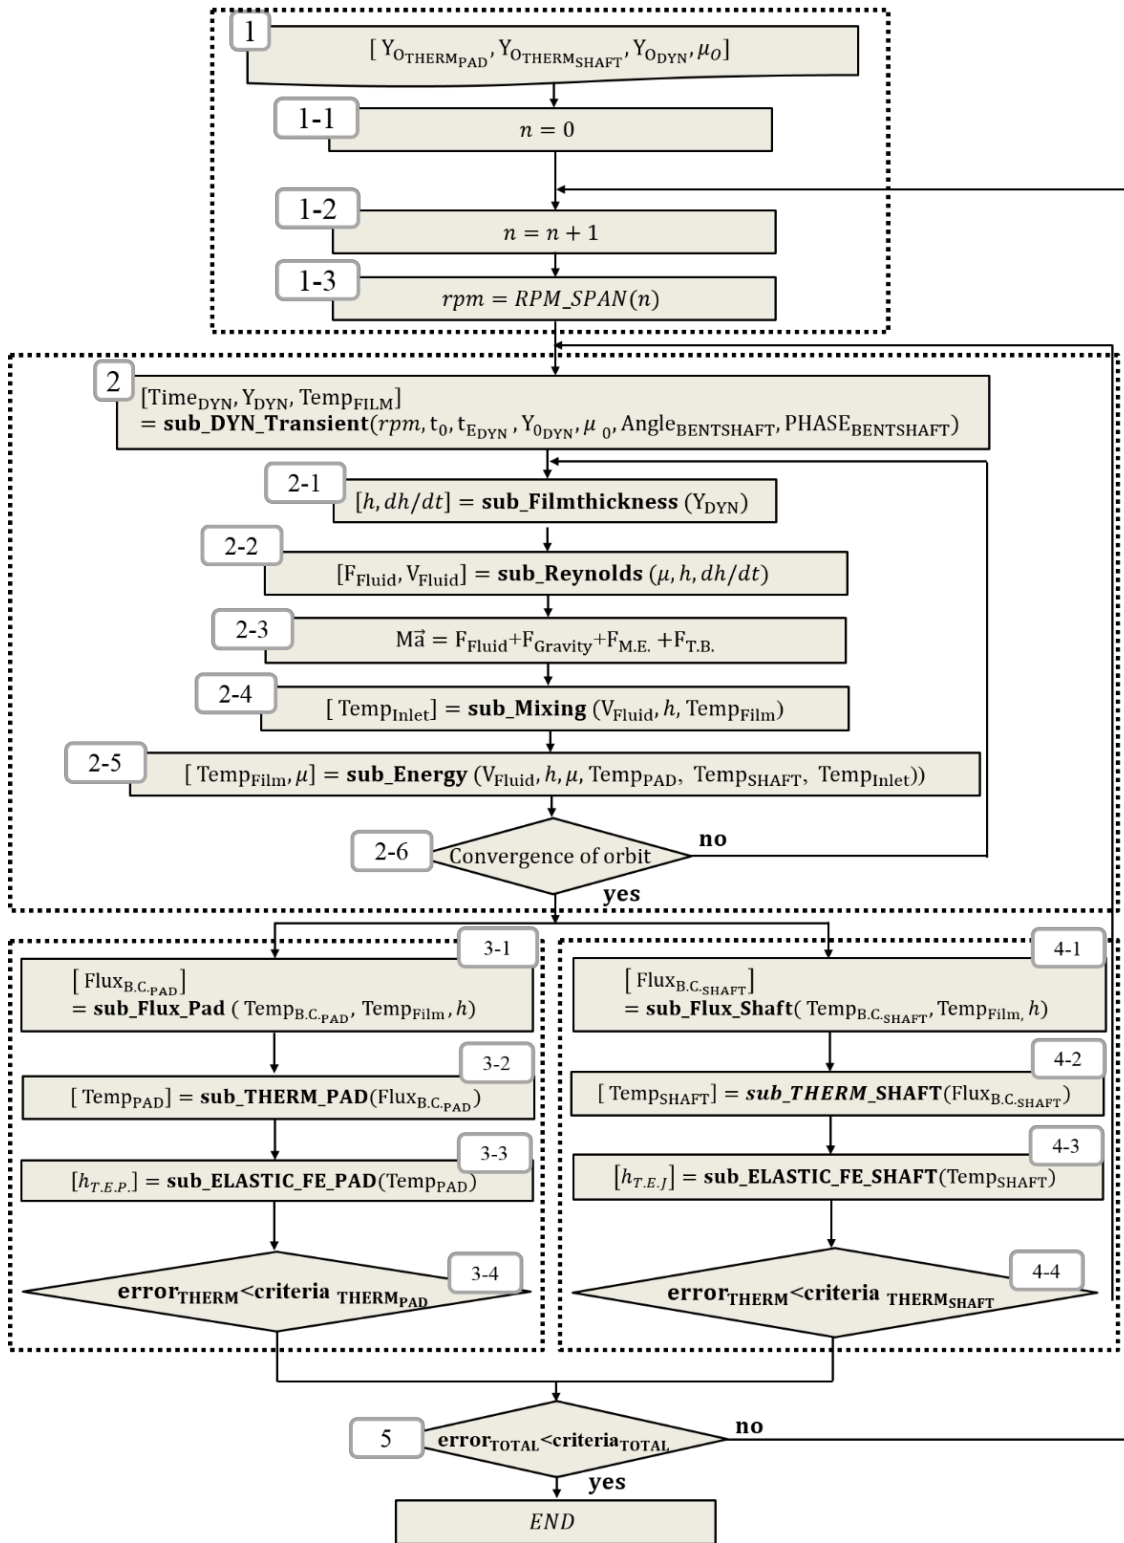 1
[ Y_{O_{THERM_{PAD}}}, Y_{O_{THERM_{SHAFT}}}, Y_{O_{DYN}}, μ_O]
1-1
n = 0
1-2
n = n + 1
1-3
rpm = RPM_SPAN(n)
2
[Time_{DYN}, Y_{DYN}, Temp_{FILM}]
= sub_DYN_Transient(rpm, t_0, t_{E_{DYN}}, Y_{0_{DYN}}, μ_0, Angle_{BENTSHAFT}, PHASE_{BENTSHAFT})
2-1
[h, dh/dt] = sub_Filmthickness (Y_{DYN})
2-2
[F_{Fluid}, V_{Fluid}] = sub_Reynolds (μ, h, dh/dt)
2-3
Ma⃗ = F_{Fluid}+F_{Gravity}+F_{M.E.} +F_{T.B.}
2-4
[ Temp_{Inlet}] = sub_Mixing (V_{Fluid}, h, Temp_{Film})
2-5
[ Temp_{Film}, μ] = sub_Energy (V_{Fluid}, h, μ, Temp_{PAD}, Temp_{SHAFT}, Temp_{Inlet}))
2-6
Convergence of orbit
no
yes
3-1
[ Flux_{B.C._{PAD}}]
= sub_Flux_Pad ( Temp_{B.C._{PAD}}, Temp_{Film}, h)
3-2
[ Temp_{PAD}] = sub_THERM_PAD(Flux_{B.C._{PAD}})
3-3
[h_{T.E.P.}] = sub_ELASTIC_FE_PAD(Temp_{PAD})
3-4
error_{THERM}<criteria _{THERM_{PAD}}
4-1
[ Flux_{B.C._{SHAFT}}]
= sub_Flux_Shaft( Temp_{B.C._{SHAFT}}, Temp_{Film,} h)
4-2
[ Temp_{SHAFT}] = sub_THERM_SHAFT(Flux_{B.C._{SHAFT}})
4-3
[h_{T.E.J}] = sub_ELASTIC_FE_SHAFT(Temp_{SHAFT})
4-4
error_{THERM}<criteria _{THERM_{SHAFT}}
5
error_{TOTAL}<criteria_{TOTAL}
no
yes
END